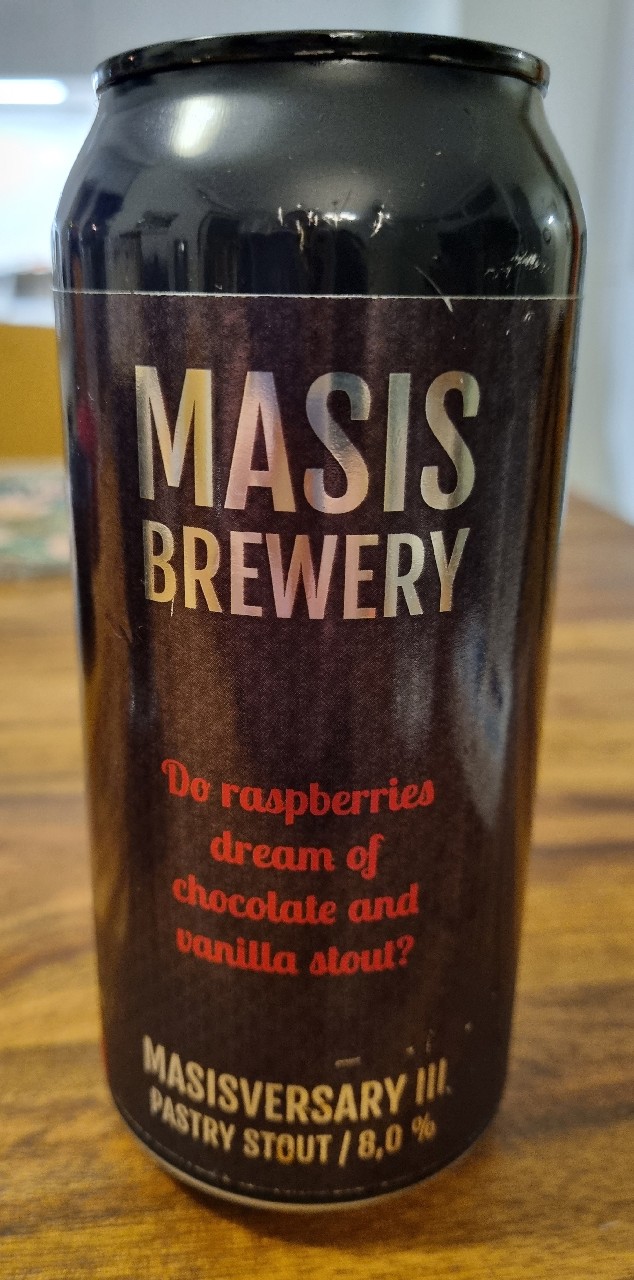 MASIS
BREWERY
Do raspberries
dream of
chocolate and
vanilla stout?
MASISVERSARY III
PASTRY STOUT / 8,0 %